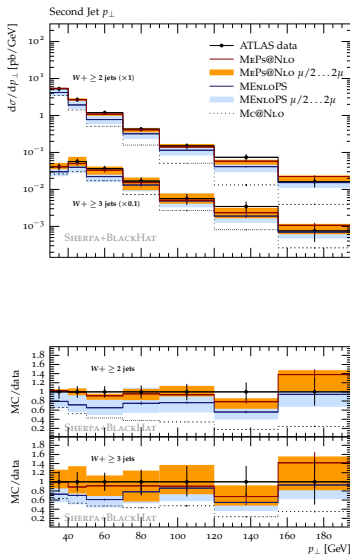 Second Jet p⊥
dσ/dp⊥ [pb/GeV]
10²
10¹
1
10⁻¹
10⁻²
10⁻³
ATLAS data
MEPS@NLO
MEPS@NLO μ/2...2μ
MENLOPS
MENLOPS μ/2...2μ
MC@NLO
W+ ≥ 2 jets (×1)
W+ ≥ 3 jets (×0.1)
SHERPA+BLACKHAT
MC/data
1.8
1.6
1.4
1.2
1
0.8
0.6
0.4
0.2
W+ ≥ 2 jets
SHERPA+BLACKHAT
MC/data
1.8
1.6
1.4
1.2
1
0.8
0.6
0.4
0.2
W+ ≥ 3 jets
SHERPA+BLACKHAT
40 60 80 100 120 140 160 180
p⊥ [GeV]